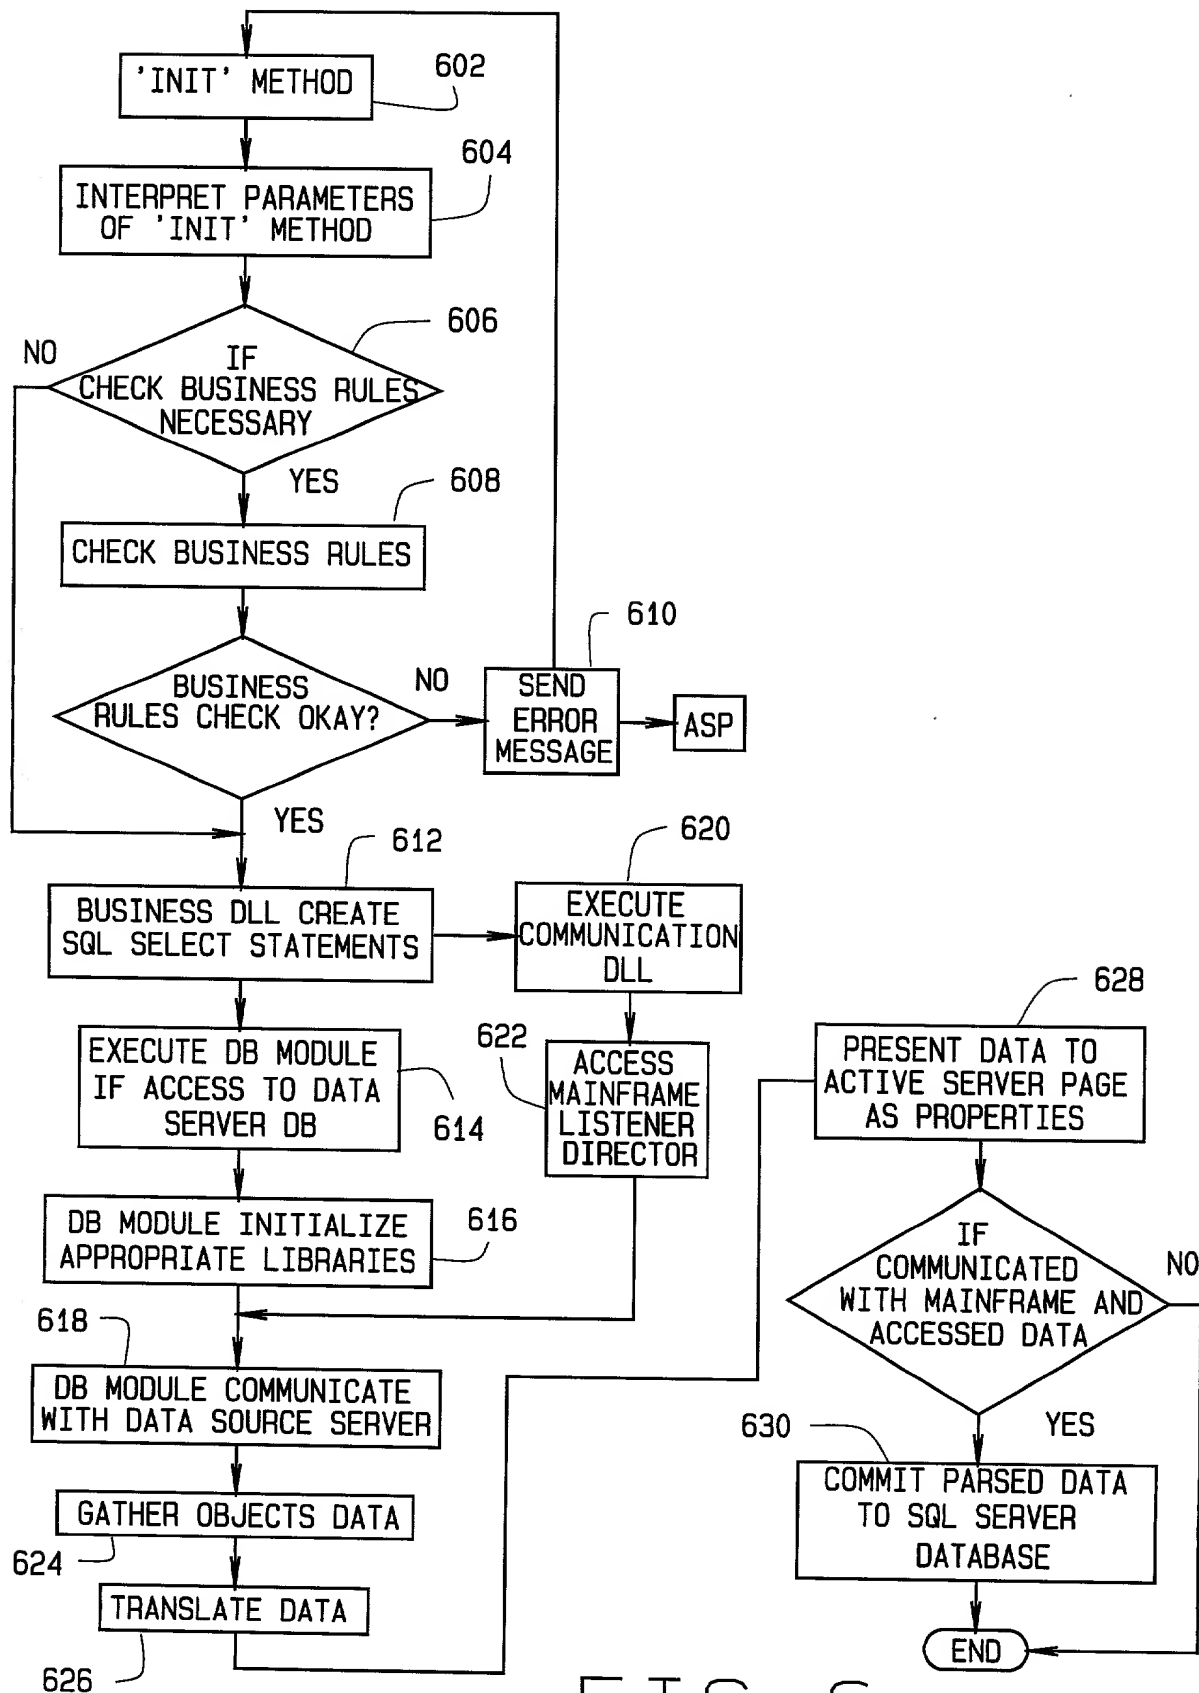 'INIT' METHOD
602
604
INTERPRET PARAMETERS
OF 'INIT' METHOD
606
NO
IF
CHECK BUSINESS RULES
NECESSARY
YES
608
CHECK BUSINESS RULES
610
BUSINESS
RULES CHECK OKAY?
NO
SEND
ERROR
MESSAGE
ASP
YES
612
620
BUSINESS DLL CREATE
SQL SELECT STATEMENTS
EXECUTE
COMMUNICATION
DLL
EXECUTE DB MODULE
IF ACCESS TO DATA
SERVER DB
614
622
ACCESS
MAINFRAME
LISTENER
DIRECTOR
DB MODULE INITIALIZE
APPROPRIATE LIBRARIES
616
618
DB MODULE COMMUNICATE
WITH DATA SOURCE SERVER
GATHER OBJECTS DATA
624
TRANSLATE DATA
626
628
PRESENT DATA TO
ACTIVE SERVER PAGE
AS PROPERTIES
IF
COMMUNICATED
WITH MAINFRAME AND
ACCESSED DATA
NO
YES
630
COMMIT PARSED DATA
TO SQL SERVER
DATABASE
END